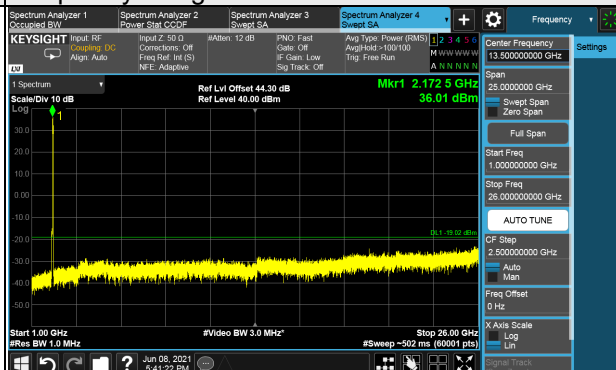 Spectrum Analyzer 1
Occupied BW
Spectrum Analyzer 2
Power Stat CCDF
Spectrum Analyzer 3
Swept SA
Spectrum Analyzer 4
Swept SA
Frequency
KEYSIGHT
Input: RF
Coupling: DC
Align: Auto
Input Z: 50 Ω
Corrections: Off
Freq Ref: Int (S)
NFE: Adaptive
#Atten: 12 dB
PNO: Fast
Gate: Off
IF Gain: Low
Sig Track: Off
Avg Type: Power (RMS)
Avg|Hold:>100/100
Trig: Free Run
1 2 3 4 5 6
M W W W W W
A N N N N N
LXI
1 Spectrum
Scale/Div 10 dB
Log
Ref Lvl Offset 44.30 dB
Ref Level 40.00 dBm
Mkr1 2.172 5 GHz
36.01 dBm
1
30.0
20.0
10.0
0.00
-10.0
-20.0
-30.0
-40.0
-50.0
DL1 -19.02 dBm
Start 1.00 GHz
#Res BW 1.0 MHz
#Video BW 3.0 MHz*
Stop 26.00 GHz
#Sweep ~502 ms (60001 pts)
Jun 08, 2021
5:41:22 PM
Center Frequency
13.500000000 GHz
Settings
Span
25.0000000 GHz
Swept Span
Zero Span
Full Span
Start Freq
1.000000000 GHz
Stop Freq
26.000000000 GHz
AUTO TUNE
CF Step
2.500000000 GHz
Auto
Man
Freq Offset
0 Hz
X Axis Scale
Log
Lin
Signal Track